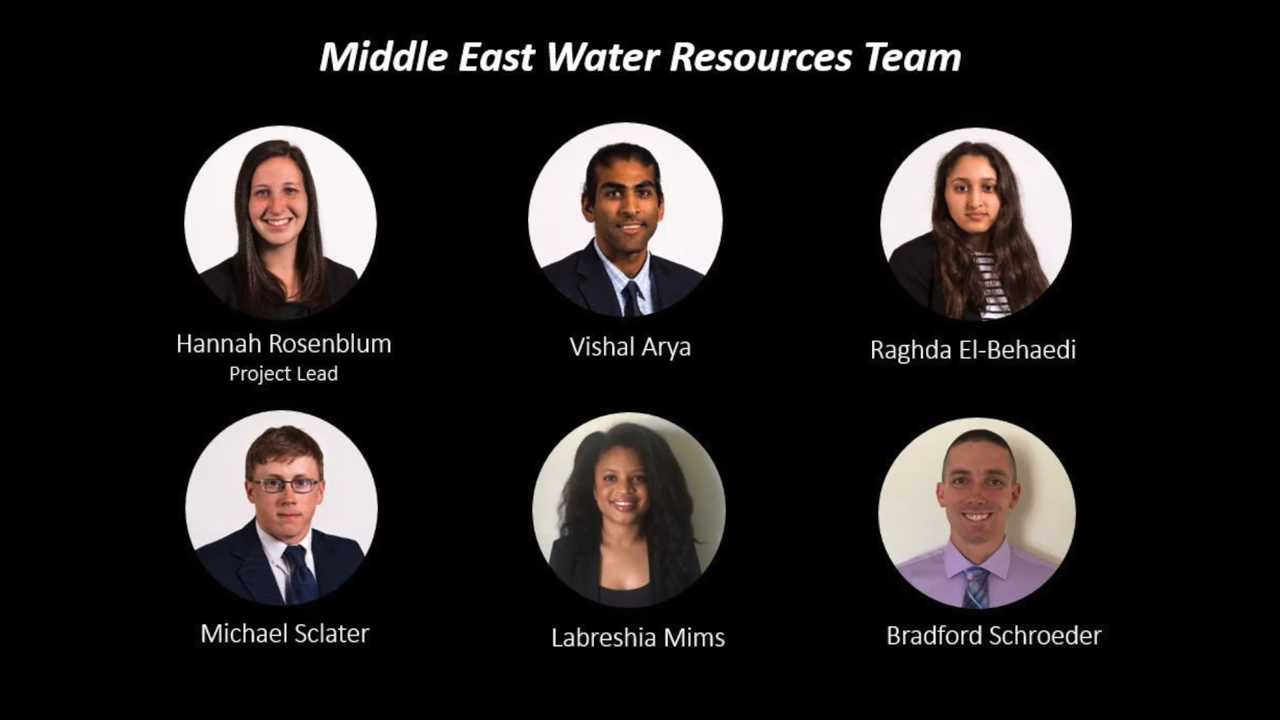 Middle East Water Resources Team
Hannah Rosenblum
Project Lead
Vishal Arya
Raghda El-Behaedi
Michael Sclater
Labreshia Mims
Bradford Schroeder